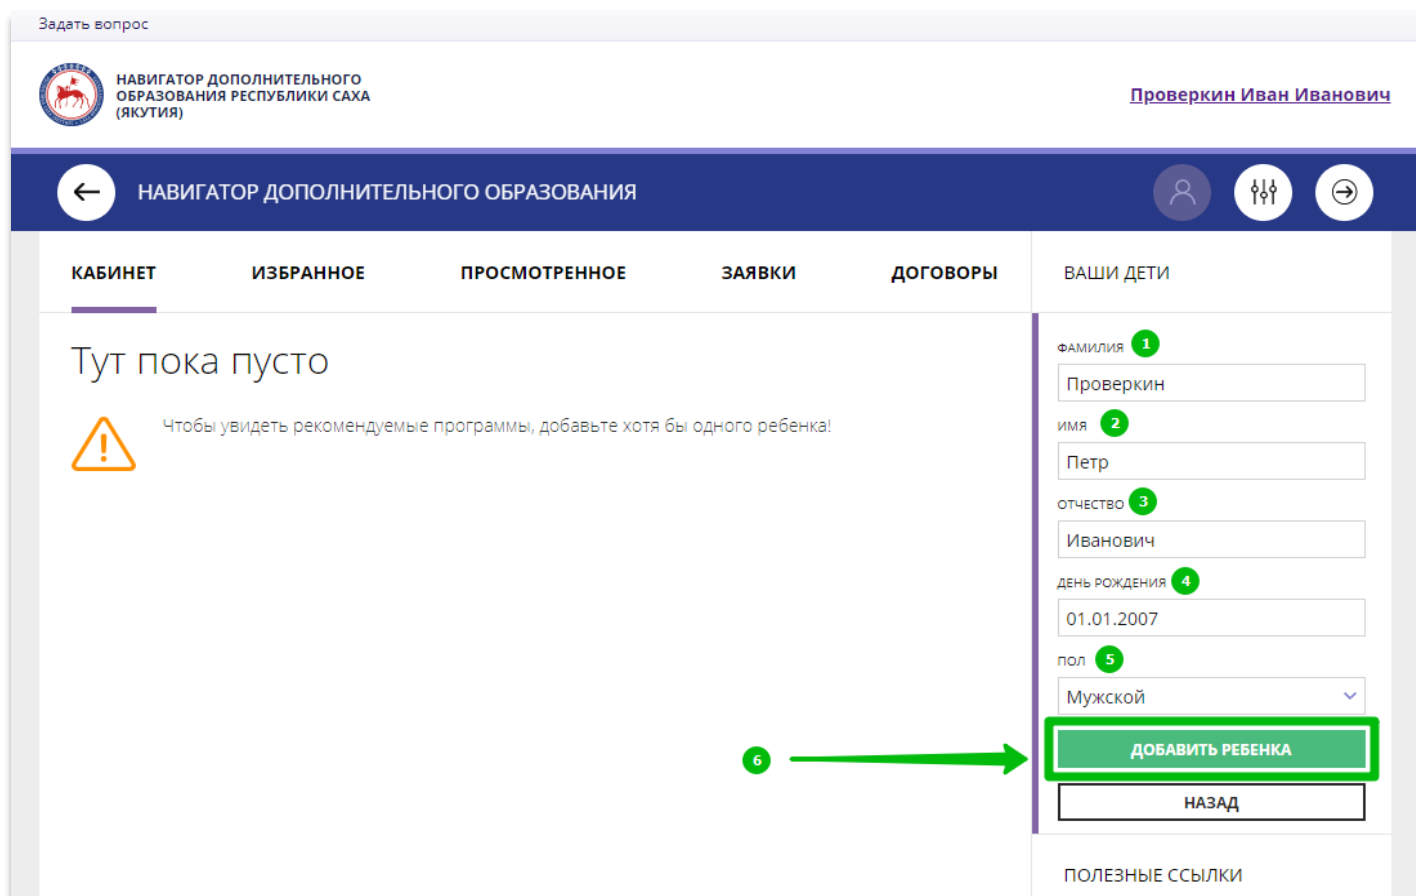 Задать вопрос
НАВИГАТОР ДОПОЛНИТЕЛЬНОГО
ОБРАЗОВАНИЯ РЕСПУБЛИКИ САХА
(ЯКУТИЯ)
Проверкин Иван Иванович
НАВИГАТОР ДОПОЛНИТЕЛЬНОГО ОБРАЗОВАНИЯ
КАБИНЕТ ИЗБРАННОЕ ПРОСМОТРЕННОЕ ЗАЯВКИ ДОГОВОРЫ
Тут пока пусто
Чтобы увидеть рекомендуемые программы, добавьте хотя бы одного ребенка!
ВАШИ ДЕТИ
ФАМИЛИЯ 1
Проверкин
ИМЯ 2
Петр
ОТЧЕСТВО 3
Иванович
ДЕНЬ РОЖДЕНИЯ 4
01.01.2007
ПОЛ 5
Мужской
6 ДОБАВИТЬ РЕБЕНКА
НАЗАД
ПОЛЕЗНЫЕ ССЫЛКИ